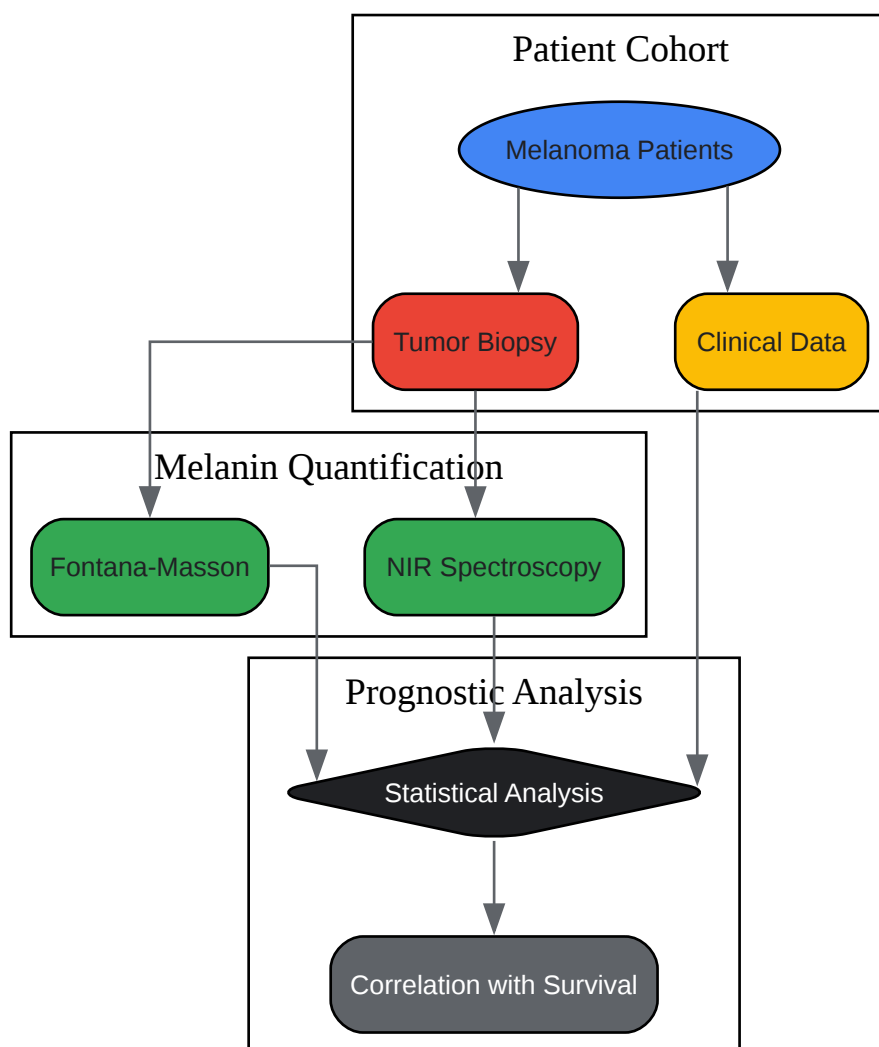 Patient Cohort
Melanoma Patients
Tumor Biopsy
Clinical Data
Melanin Quantification
Fontana-Masson
NIR Spectroscopy
Prognostic Analysis
Statistical Analysis
Correlation with Survival